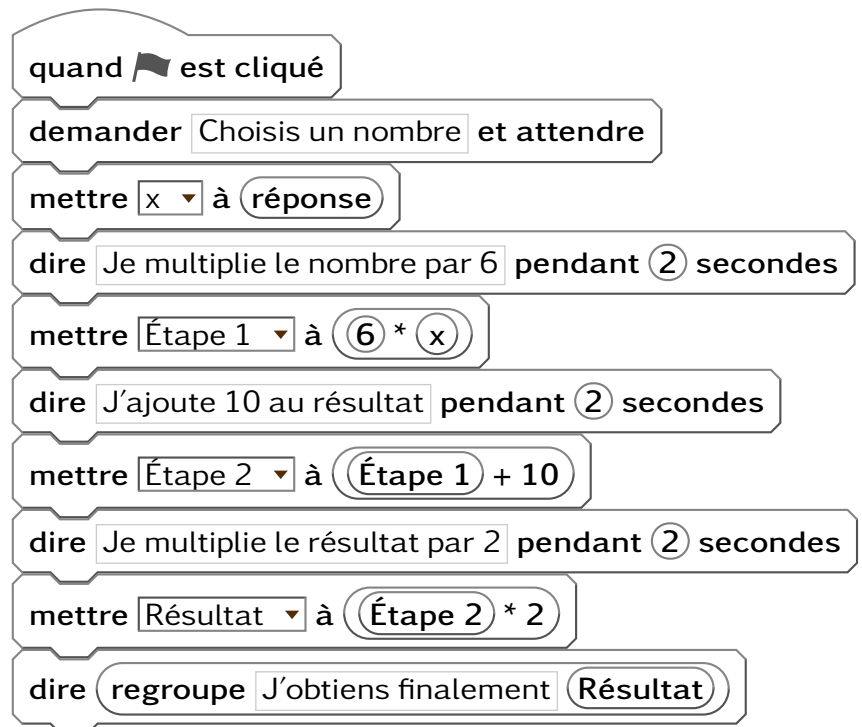 quand est cliqué
demander Choisis un nombre et attendre
mettre x à réponse
dire Je multiplie le nombre par 6 pendant 2 secondes
mettre Étape 1 à 6 * x
dire J'ajoute 10 au résultat pendant 2 secondes
mettre Étape 2 à Étape 1 + 10
dire Je multiplie le résultat par 2 pendant 2 secondes
mettre Résultat à Étape 2 * 2
dire regroupe J'obtiens finalement Résultat